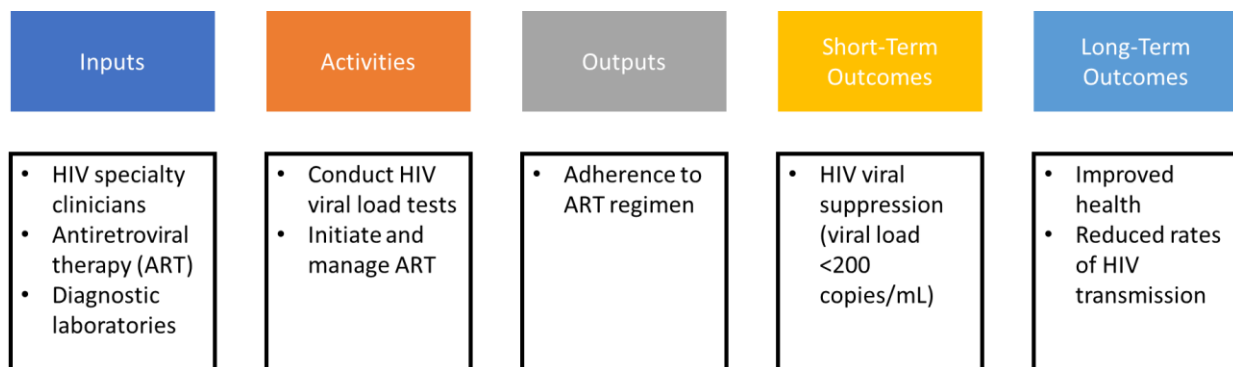 Inputs
Activities
Outputs
Short-Term
Outcomes
Long-Term
Outcomes
• HIV specialty
clinicians
• Antiretroviral
therapy (ART)
• Diagnostic
laboratories
• Conduct HIV
viral load tests
• Initiate and
manage ART
• Adherence to
ART regimen
• HIV viral
suppression
(viral load
<200
copies/mL)
• Improved
health
• Reduced rates
of HIV
transmission